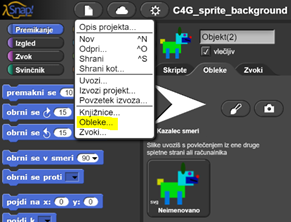 Snap!
C4G_sprite_background
Premikanje
Izgled
Zvok
Svinčnik
Opis projekta...
Nov ^N
Odpri... ^O
Shrani ^S
Shrani kot...
Uvozi...
Izvozi projekt...
Povzetek izvoza...
Knjižnice...
Obleke...
Zvoki...
Objekt(2)
vlečljiv
Skripte
Obleke
Zvoki
premakni se 10
obrni se 15
obrni se 15
obrni se v smeri 90
obrni se proti
pojdi na x: 0 y:
pojdi k
Kazalec smeri
Slike uvoziš s povlečenjem iz ene druge
spletne strani ali računalnika
svg
Neimenovano